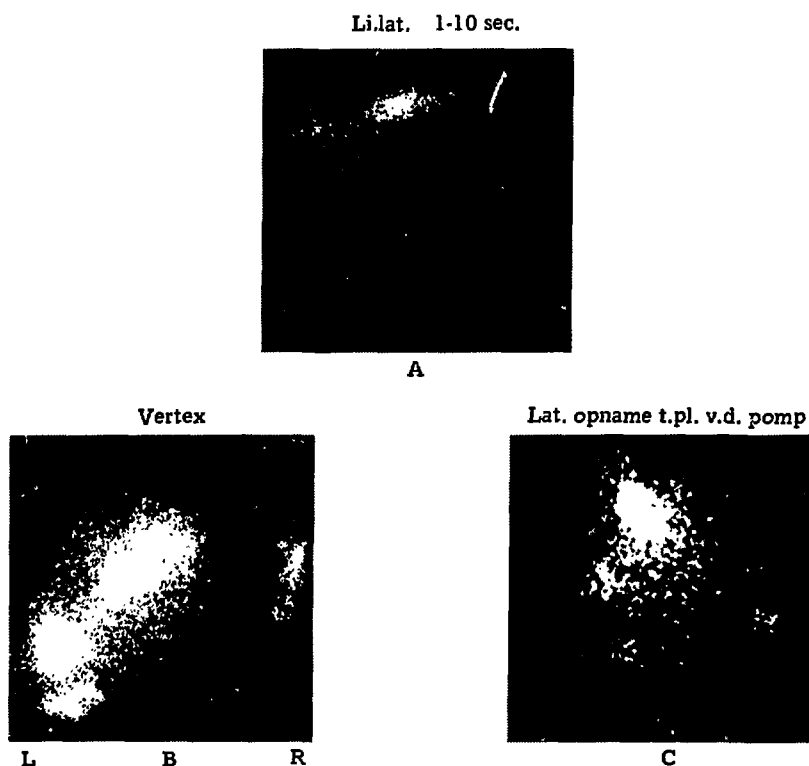 Li.lat. 1-10 sec.
A
Vertex
Lat. opname t.pl. v.d. pomp
L B R
C